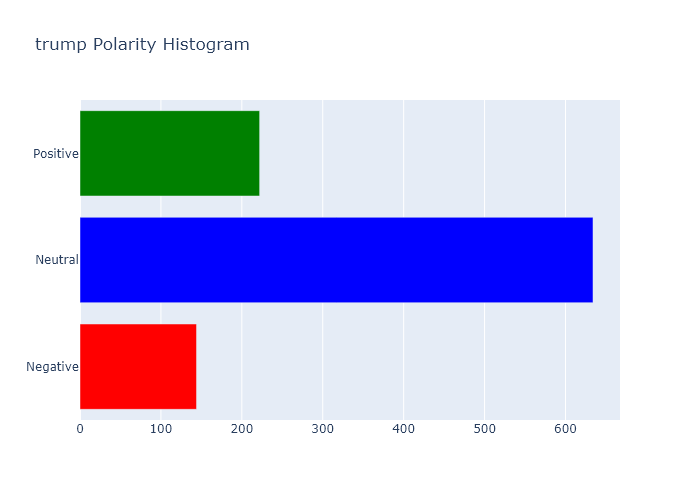 trump Polarity Histogram
Positive
Neutral
Negative
0 100 200 300 400 500 600